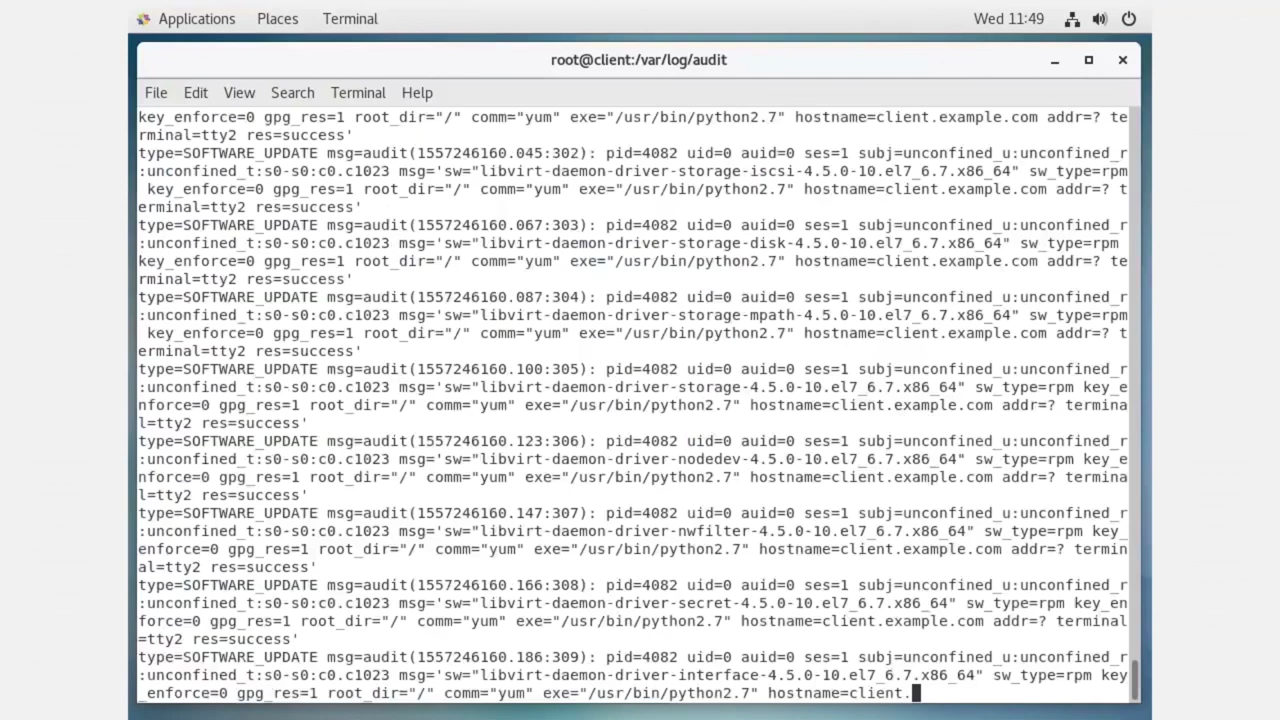 Applications Places Terminal Wed 11:49
root@client:/var/log/audit
File Edit View Search Terminal Help
key_enforce=0 gpg_res=1 root_dir="/" comm="yum" exe="/usr/bin/python2.7" hostname=client.example.com addr=? te
rminal=tty2 res=success'
type=SOFTWARE_UPDATE msg=audit(1557246160.045:302): pid=4082 uid=0 auid=0 ses=1 subj=unconfined_u:unconfined_r
:unconfined_t:s0-s0:c0.c1023 msg='sw="libvirt-daemon-driver-storage-iscsi-4.5.0-10.el7_6.7.x86_64" sw_type=rpm
 key_enforce=0 gpg_res=1 root_dir="/" comm="yum" exe="/usr/bin/python2.7" hostname=client.example.com addr=? t
erminal=tty2 res=success'
type=SOFTWARE_UPDATE msg=audit(1557246160.067:303): pid=4082 uid=0 auid=0 ses=1 subj=unconfined_u:unconfined_r
:unconfined_t:s0-s0:c0.c1023 msg='sw="libvirt-daemon-driver-storage-disk-4.5.0-10.el7_6.7.x86_64" sw_type=rpm
key_enforce=0 gpg_res=1 root_dir="/" comm="yum" exe="/usr/bin/python2.7" hostname=client.example.com addr=? te
rminal=tty2 res=success'
type=SOFTWARE_UPDATE msg=audit(1557246160.087:304): pid=4082 uid=0 auid=0 ses=1 subj=unconfined_u:unconfined_r
:unconfined_t:s0-s0:c0.c1023 msg='sw="libvirt-daemon-driver-storage-mpath-4.5.0-10.el7_6.7.x86_64" sw_type=rpm
 key_enforce=0 gpg_res=1 root_dir="/" comm="yum" exe="/usr/bin/python2.7" hostname=client.example.com addr=? t
erminal=tty2 res=success'
type=SOFTWARE_UPDATE msg=audit(1557246160.100:305): pid=4082 uid=0 auid=0 ses=1 subj=unconfined_u:unconfined_r
:unconfined_t:s0-s0:c0.c1023 msg='sw="libvirt-daemon-driver-storage-4.5.0-10.el7_6.7.x86_64" sw_type=rpm key_e
nforce=0 gpg_res=1 root_dir="/" comm="yum" exe="/usr/bin/python2.7" hostname=client.example.com addr=? termina
l=tty2 res=success'
type=SOFTWARE_UPDATE msg=audit(1557246160.123:306): pid=4082 uid=0 auid=0 ses=1 subj=unconfined_u:unconfined_r
:unconfined_t:s0-s0:c0.c1023 msg='sw="libvirt-daemon-driver-nodedev-4.5.0-10.el7_6.7.x86_64" sw_type=rpm key_e
nforce=0 gpg_res=1 root_dir="/" comm="yum" exe="/usr/bin/python2.7" hostname=client.example.com addr=? termina
l=tty2 res=success'
type=SOFTWARE_UPDATE msg=audit(1557246160.147:307): pid=4082 uid=0 auid=0 ses=1 subj=unconfined_u:unconfined_r
:unconfined_t:s0-s0:c0.c1023 msg='sw="libvirt-daemon-driver-nwfilter-4.5.0-10.el7_6.7.x86_64" sw_type=rpm key_
enforce=0 gpg_res=1 root_dir="/" comm="yum" exe="/usr/bin/python2.7" hostname=client.example.com addr=? termin
al=tty2 res=success'
type=SOFTWARE_UPDATE msg=audit(1557246160.166:308): pid=4082 uid=0 auid=0 ses=1 subj=unconfined_u:unconfined_r
:unconfined_t:s0-s0:c0.c1023 msg='sw="libvirt-daemon-driver-secret-4.5.0-10.el7_6.7.x86_64" sw_type=rpm key_en
force=0 gpg_res=1 root_dir="/" comm="yum" exe="/usr/bin/python2.7" hostname=client.example.com addr=? terminal
=tty2 res=success'
type=SOFTWARE_UPDATE msg=audit(1557246160.186:309): pid=4082 uid=0 auid=0 ses=1 subj=unconfined_u:unconfined_r
:unconfined_t:s0-s0:c0.c1023 msg='sw="libvirt-daemon-driver-interface-4.5.0-10.el7_6.7.x86_64" sw_type=rpm key
_enforce=0 gpg_res=1 root_dir="/" comm="yum" exe="/usr/bin/python2.7" hostname=client.